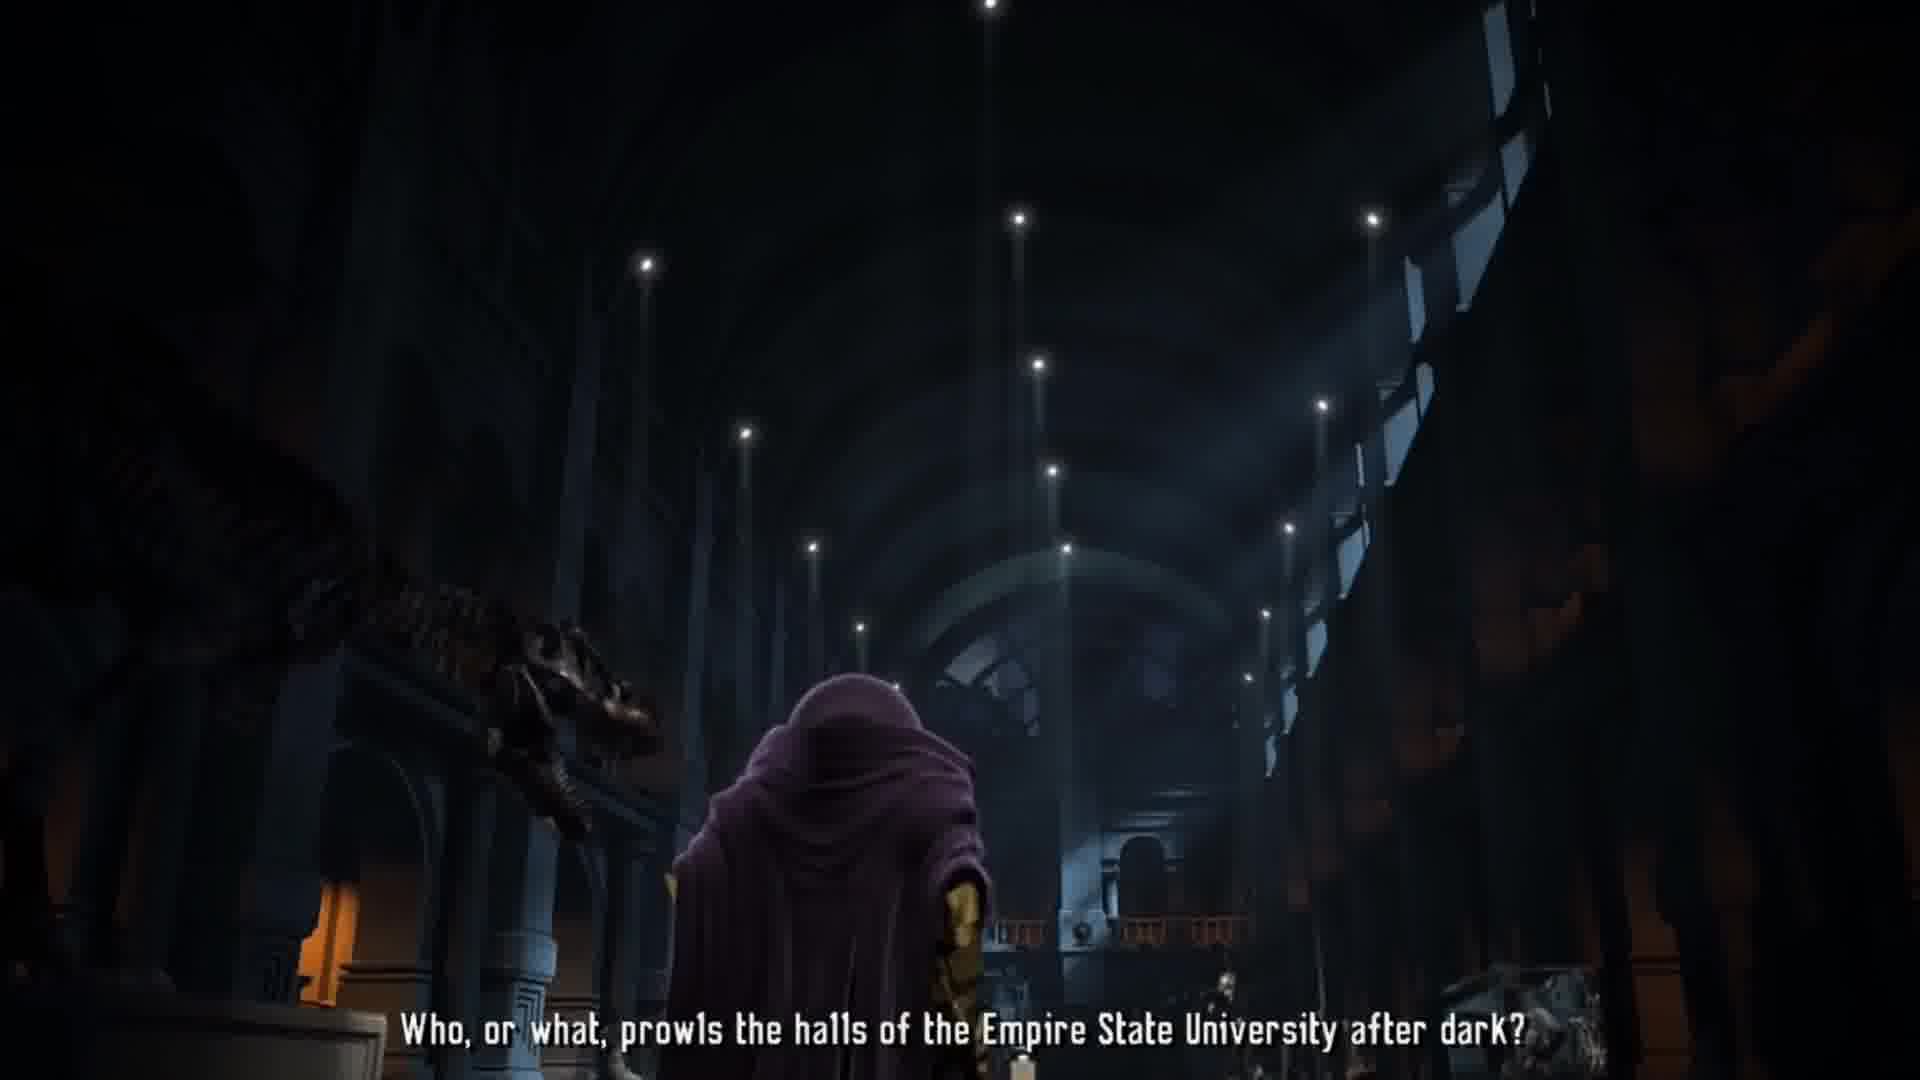 Who, or what, prowls the halls of the Empire State University after dark?